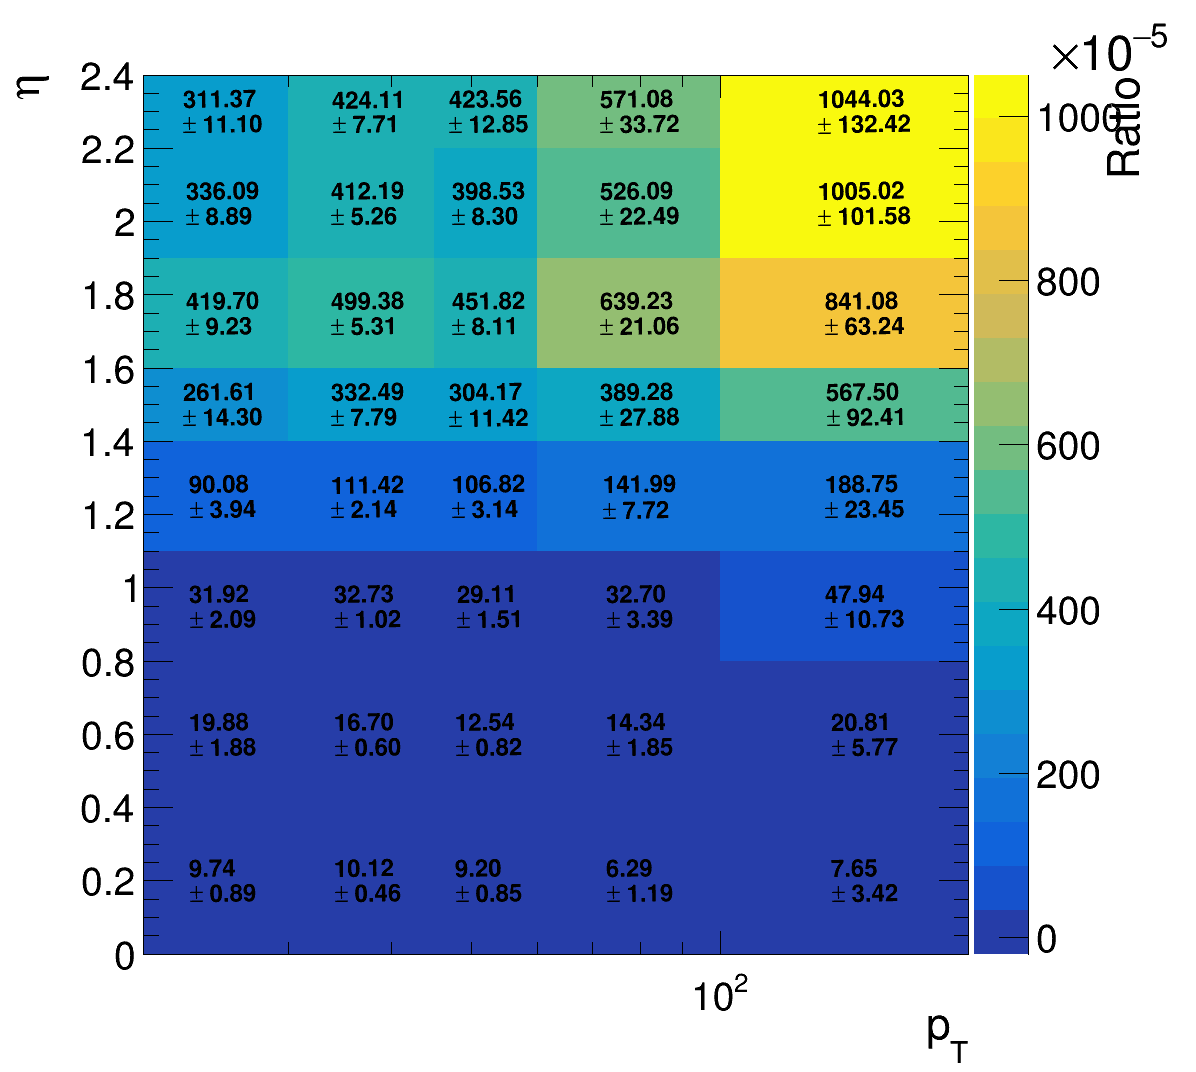 ×10⁻⁵
η
Ratio
2.4
311.37 424.11 423.56 571.08 1044.03
± 11.10 ± 7.71 ± 12.85 ± 33.72 ± 132.42
1000
2.2
336.09 412.19 398.53 526.09 1005.02
± 8.89 ± 5.26 ± 8.30 ± 22.49 ± 101.58
2
1.8
419.70 499.38 451.82 639.23 841.08
± 9.23 ± 5.31 ± 8.11 ± 21.06 ± 63.24
800
1.6
261.61 332.49 304.17 389.28 567.50
± 14.30 ± 7.79 ± 11.42 ± 27.88 ± 92.41
1.4
600
90.08 111.42 106.82 141.99 188.75
± 3.94 ± 2.14 ± 3.14 ± 7.72 ± 23.45
1.2
1
31.92 32.73 29.11 32.70 47.94
± 2.09 ± 1.02 ± 1.51 ± 3.39 ± 10.73
400
0.8
19.88 16.70 12.54 14.34 20.81
± 1.88 ± 0.60 ± 0.82 ± 1.85 ± 5.77
0.6
200
0.4
9.74 10.12 9.20 6.29 7.65
± 0.89 ± 0.46 ± 0.85 ± 1.19 ± 3.42
0.2
0
0
10²
p_T